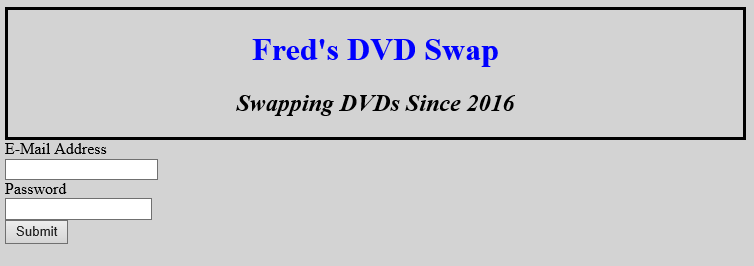 Fred's DVD Swap
Swapping DVDs Since 2016
E-Mail Address
Password
Submit